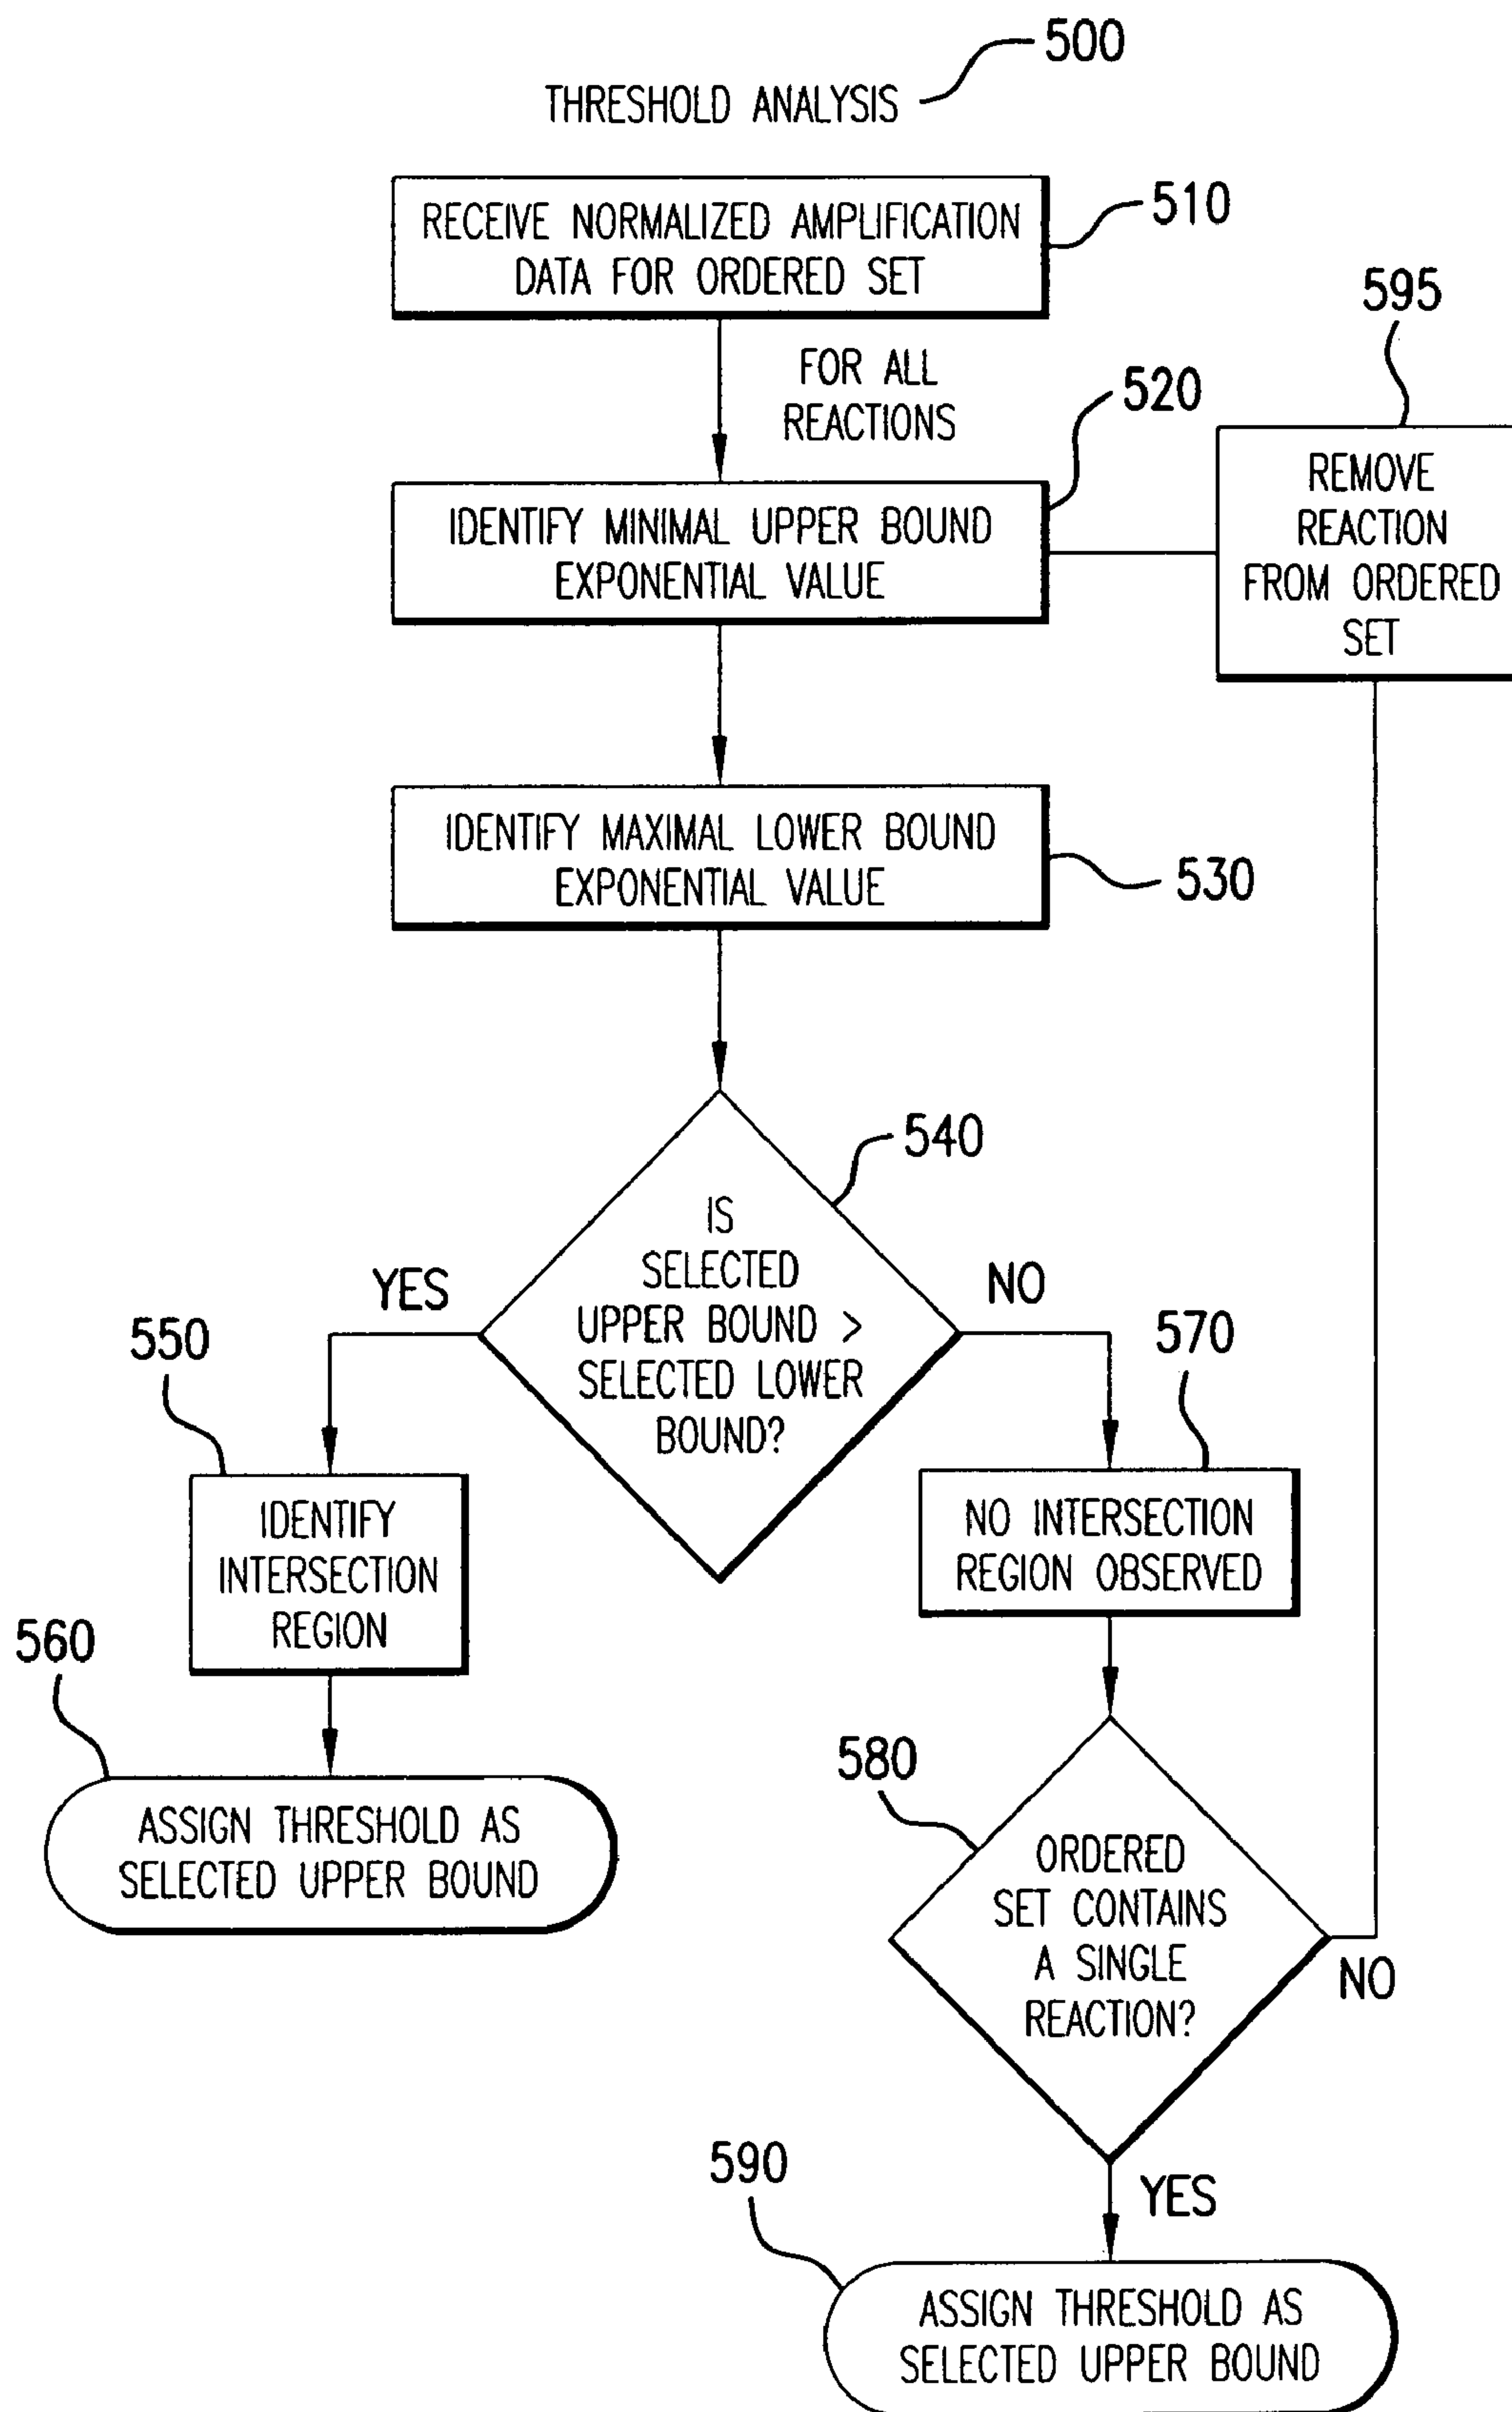 500
THRESHOLD ANALYSIS
RECEIVE NORMALIZED AMPLIFICATION
DATA FOR ORDERED SET
510
FOR ALL
REACTIONS
520
595
IDENTIFY MINIMAL UPPER BOUND
EXPONENTIAL VALUE
REMOVE
REACTION
FROM ORDERED
SET
IDENTIFY MAXIMAL LOWER BOUND
EXPONENTIAL VALUE
530
540
IS
SELECTED
UPPER BOUND >
SELECTED LOWER
BOUND?
YES
NO
550
IDENTIFY
INTERSECTION
REGION
560
ASSIGN THRESHOLD AS
SELECTED UPPER BOUND
570
NO INTERSECTION
REGION OBSERVED
580
ORDERED
SET CONTAINS
A SINGLE
REACTION?
NO
YES
590
ASSIGN THRESHOLD AS
SELECTED UPPER BOUND